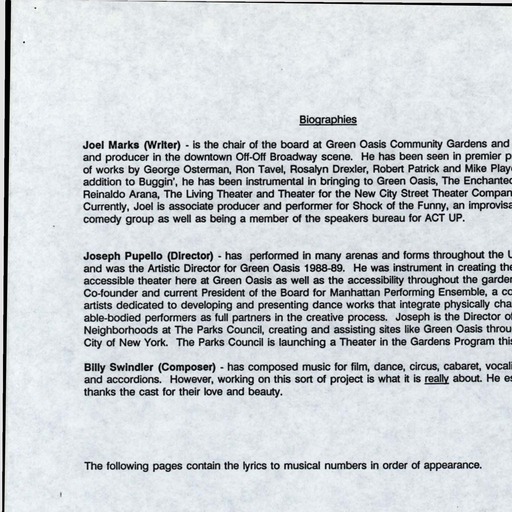 Biographies
Joel Marks (Writer) - is the chair of the board at Green Oasis Community Gardens and
and producer in the downtown Off-Off Broadway scene. He has been seen in premier
of works by George Osterman, Ron Tavel, Rosalyn Drexler, Robert Patrick and Mike
addition to Buggin', he has been instrumental in bringing to Green Oasis, The Enchanted
Reinaldo Arana, The Living Theater and Theater for the New City Street Theater
Currently, Joel is associate producer and performer for Shock of the Funny, an
comedy group as well as being a member of the speakers bureau for ACT UP.
Joseph Pupello (Director) - has performed in many arenas and forms throughout the
and was the Artistic Director for Green Oasis 1988-89. He was instrument in creating the
accessible theater here at Green Oasis as well as the accessibility throughout the
Co-founder and current President of the Board for Manhattan Performing Ensemble, a
artists dedicated to developing and presenting dance works that integrate physically
able-bodied performers as full partners in the creative process. Joseph is the Director of
Neighborhoods at The Parks Council, creating and assisting sites like Green Oasis
City of New York. The Parks Council is launching a Theater in the Gardens Program
Billy Swindler (Composer) - has composed music for film, dance, circus, cabaret,
and accordions. However, working on this sort of project is what it is really about. He
thanks the cast for their love and beauty.
The following pages contain the lyrics to musical numbers in order of appearance.